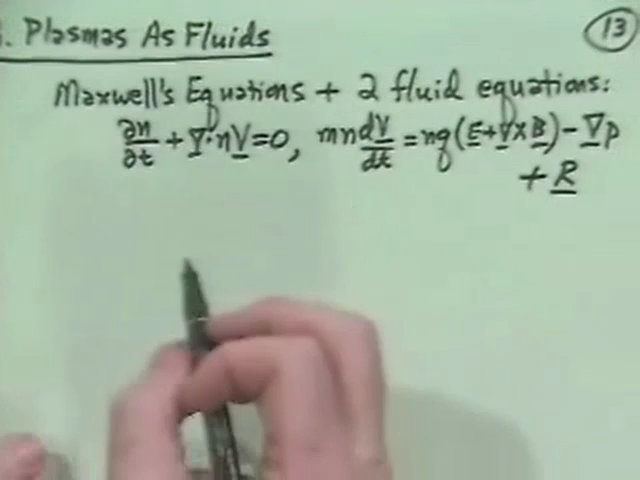 . Plasmas As Fluids
13
Maxwell's Equations + 2 fluid equations:
∂n/∂t + ∇·nV=0, mn dV/dt = nq(E+V×B) - ∇p
+ R